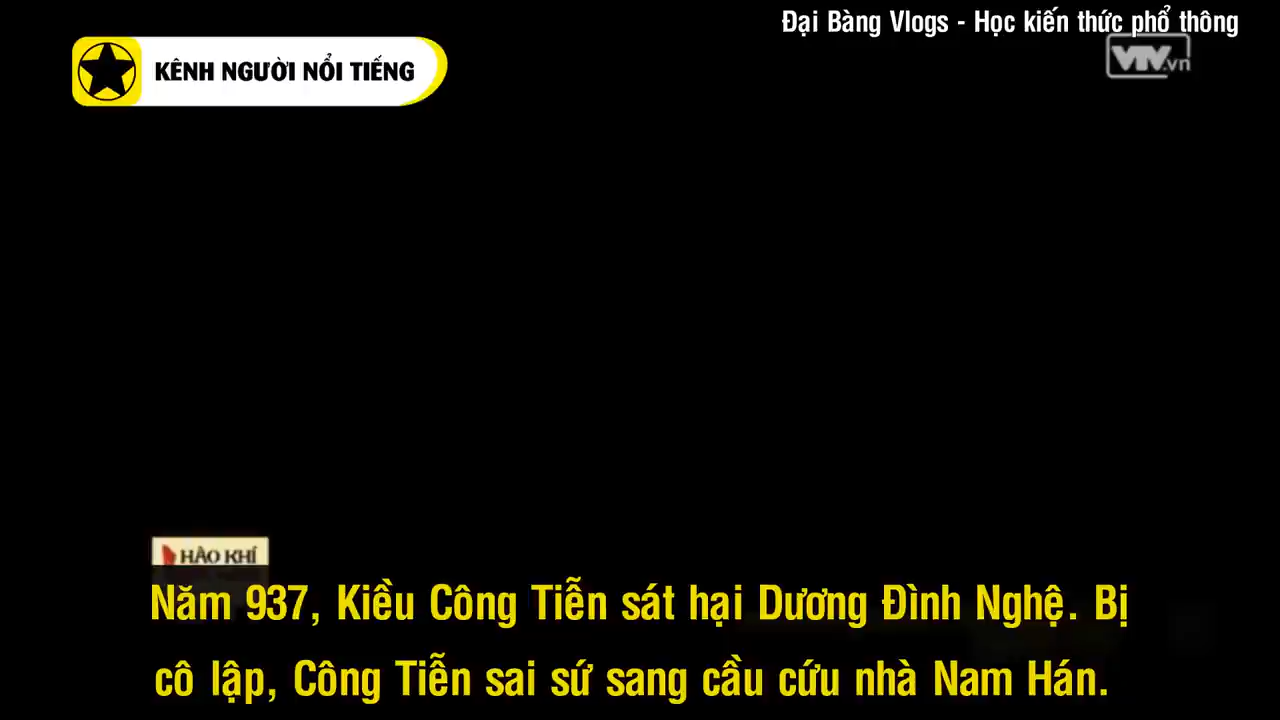 Đại Bàng Vlogs - Học kiến thức phổ thông
KÊNH NGƯỜI NỔI TIẾNG
VTV.vn
HÀO KHÍ
Năm 937, Kiều Công Tiễn sát hại Dương Đình Nghệ. Bị
cô lập, Công Tiễn sai sứ sang cầu cứu nhà Nam Hán.